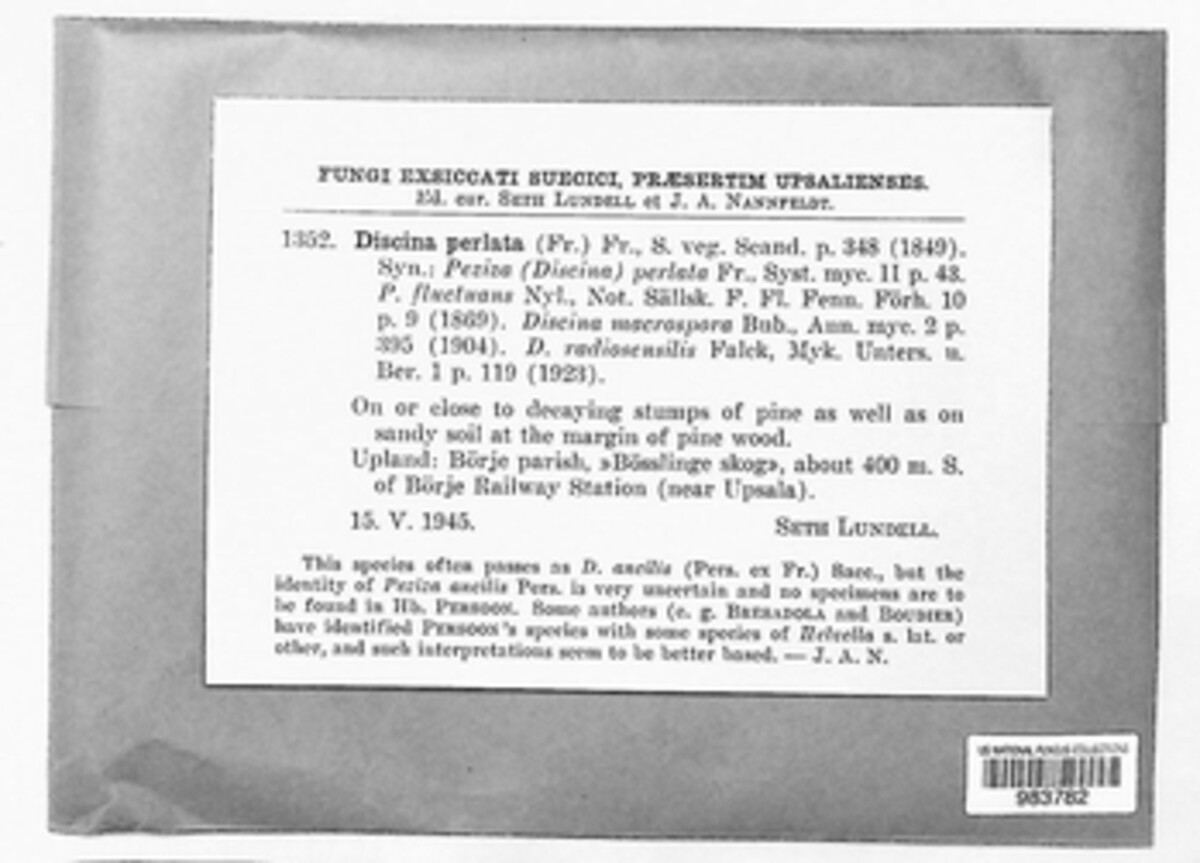 FUNGI EXSICCATI SUECICI, PRÆSERTIM UPSALIENSES.
Ed. cur. SETH LUNDELL et J. A. NANNFELDT.
1352. Discina perlata (Fr.) Fr., S. veg. Scand. p. 348 (1849).
Syn.: Peziza (Discina) perlata Fr., Syst. myc. II p. 43.
P. fluctuans Nyl., Not. Sällsk. F. Fl. Fenn. Förh. 10
p. 9 (1869). Discina macrospora Bub., Ann. myc. 2 p.
395 (1904). D. radiosensilis Falck, Myk. Unters. u.
Ber. 1 p. 119 (1923).
On or close to decaying stumps of pine as well as on
sandy soil at the margin of pine wood.
Upland: Börje parish, »Bösslinge skog», about 400 m. S.
of Börje Railway Station (near Upsala).
15. V. 1945. SETH LUNDELL.
This species often passes as D. ancilis (Pers. ex Fr.) Sacc., but the
identity of Peziza ancilis Pers. is very uncertain and no specimens are to
be found in Hb. PERSOON. Some authors (e. g. BRESADOLA and BOUDIER)
have identified PERSOON's species with some species of Helvella s. lat. or
other, and such interpretations seem to be better based. — J. A. N.
US NATIONAL FUNGUS COLLECTIONS
983782